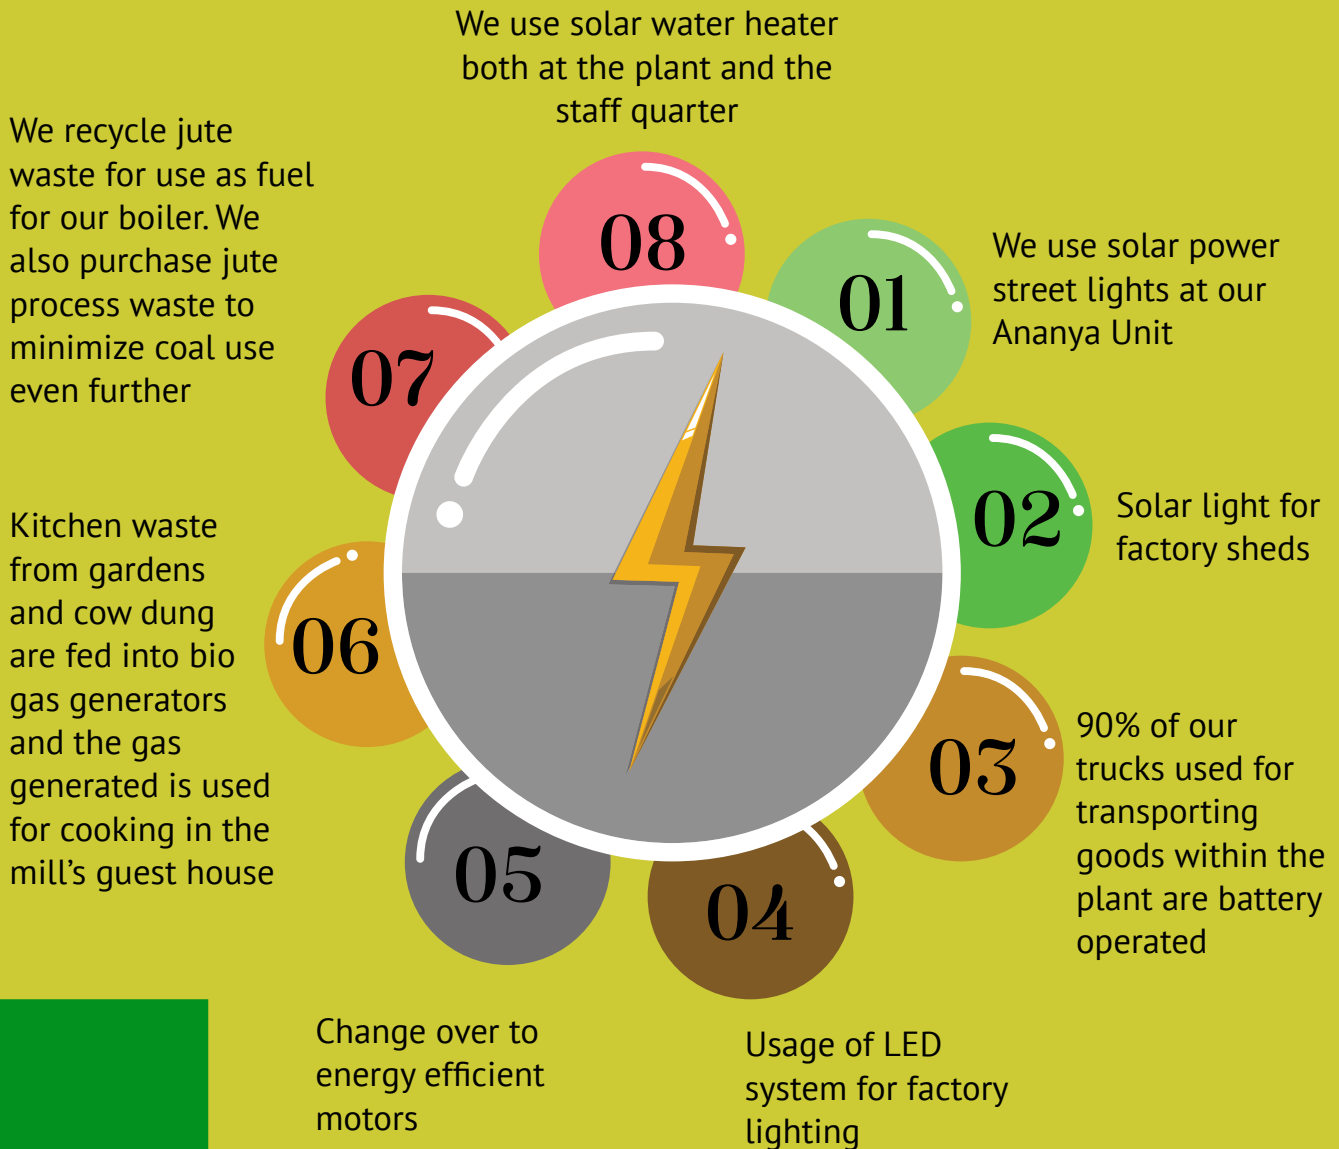 We use solar water heater
both at the plant and the
staff quarter
08
01
We use solar power
street lights at our
Ananya Unit
02
Solar light for
factory sheds
03
90% of our
trucks used for
transporting
goods within the
plant are battery
operated
04
Usage of LED
system for factory
lighting
05
Change over to
energy efficient
motors
06
Kitchen waste
from gardens
and cow dung
are fed into bio
gas generators
and the gas
generated is used
for cooking in the
mill's guest house
07
We recycle jute
waste for use as fuel
for our boiler. We
also purchase jute
process waste to
minimize coal use
even further